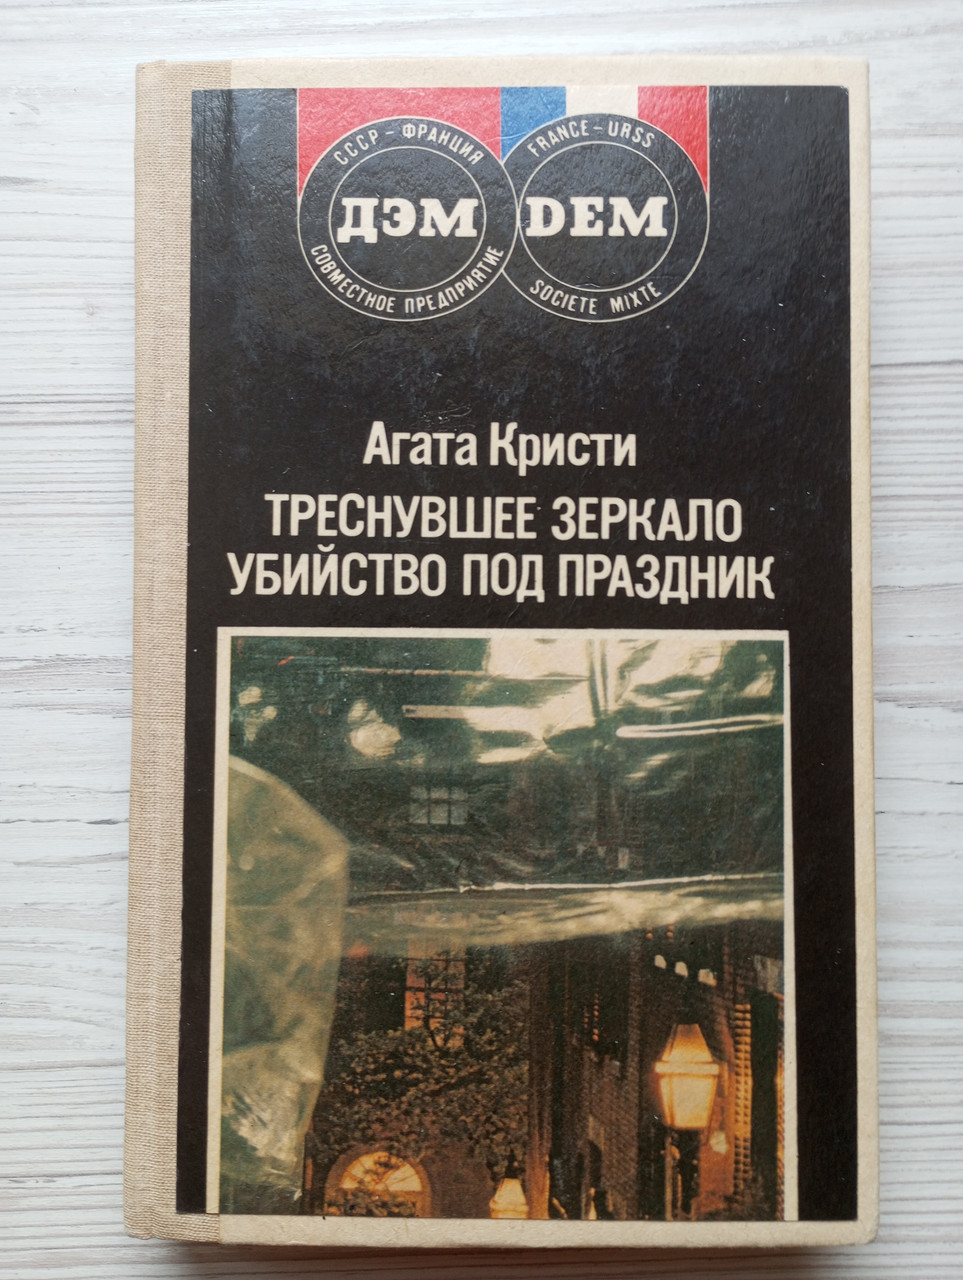 СССР – ФРАНЦИЯ
ДЭМ
СОВМЕСТНОЕ ПРЕДПРИЯТИЕ
FRANCE – URSS
DEM
SOCIETE MIXTE
Агата Кристи
ТРЕСНУВШЕЕ ЗЕРКАЛО
УБИЙСТВО ПОД ПРАЗДНИК